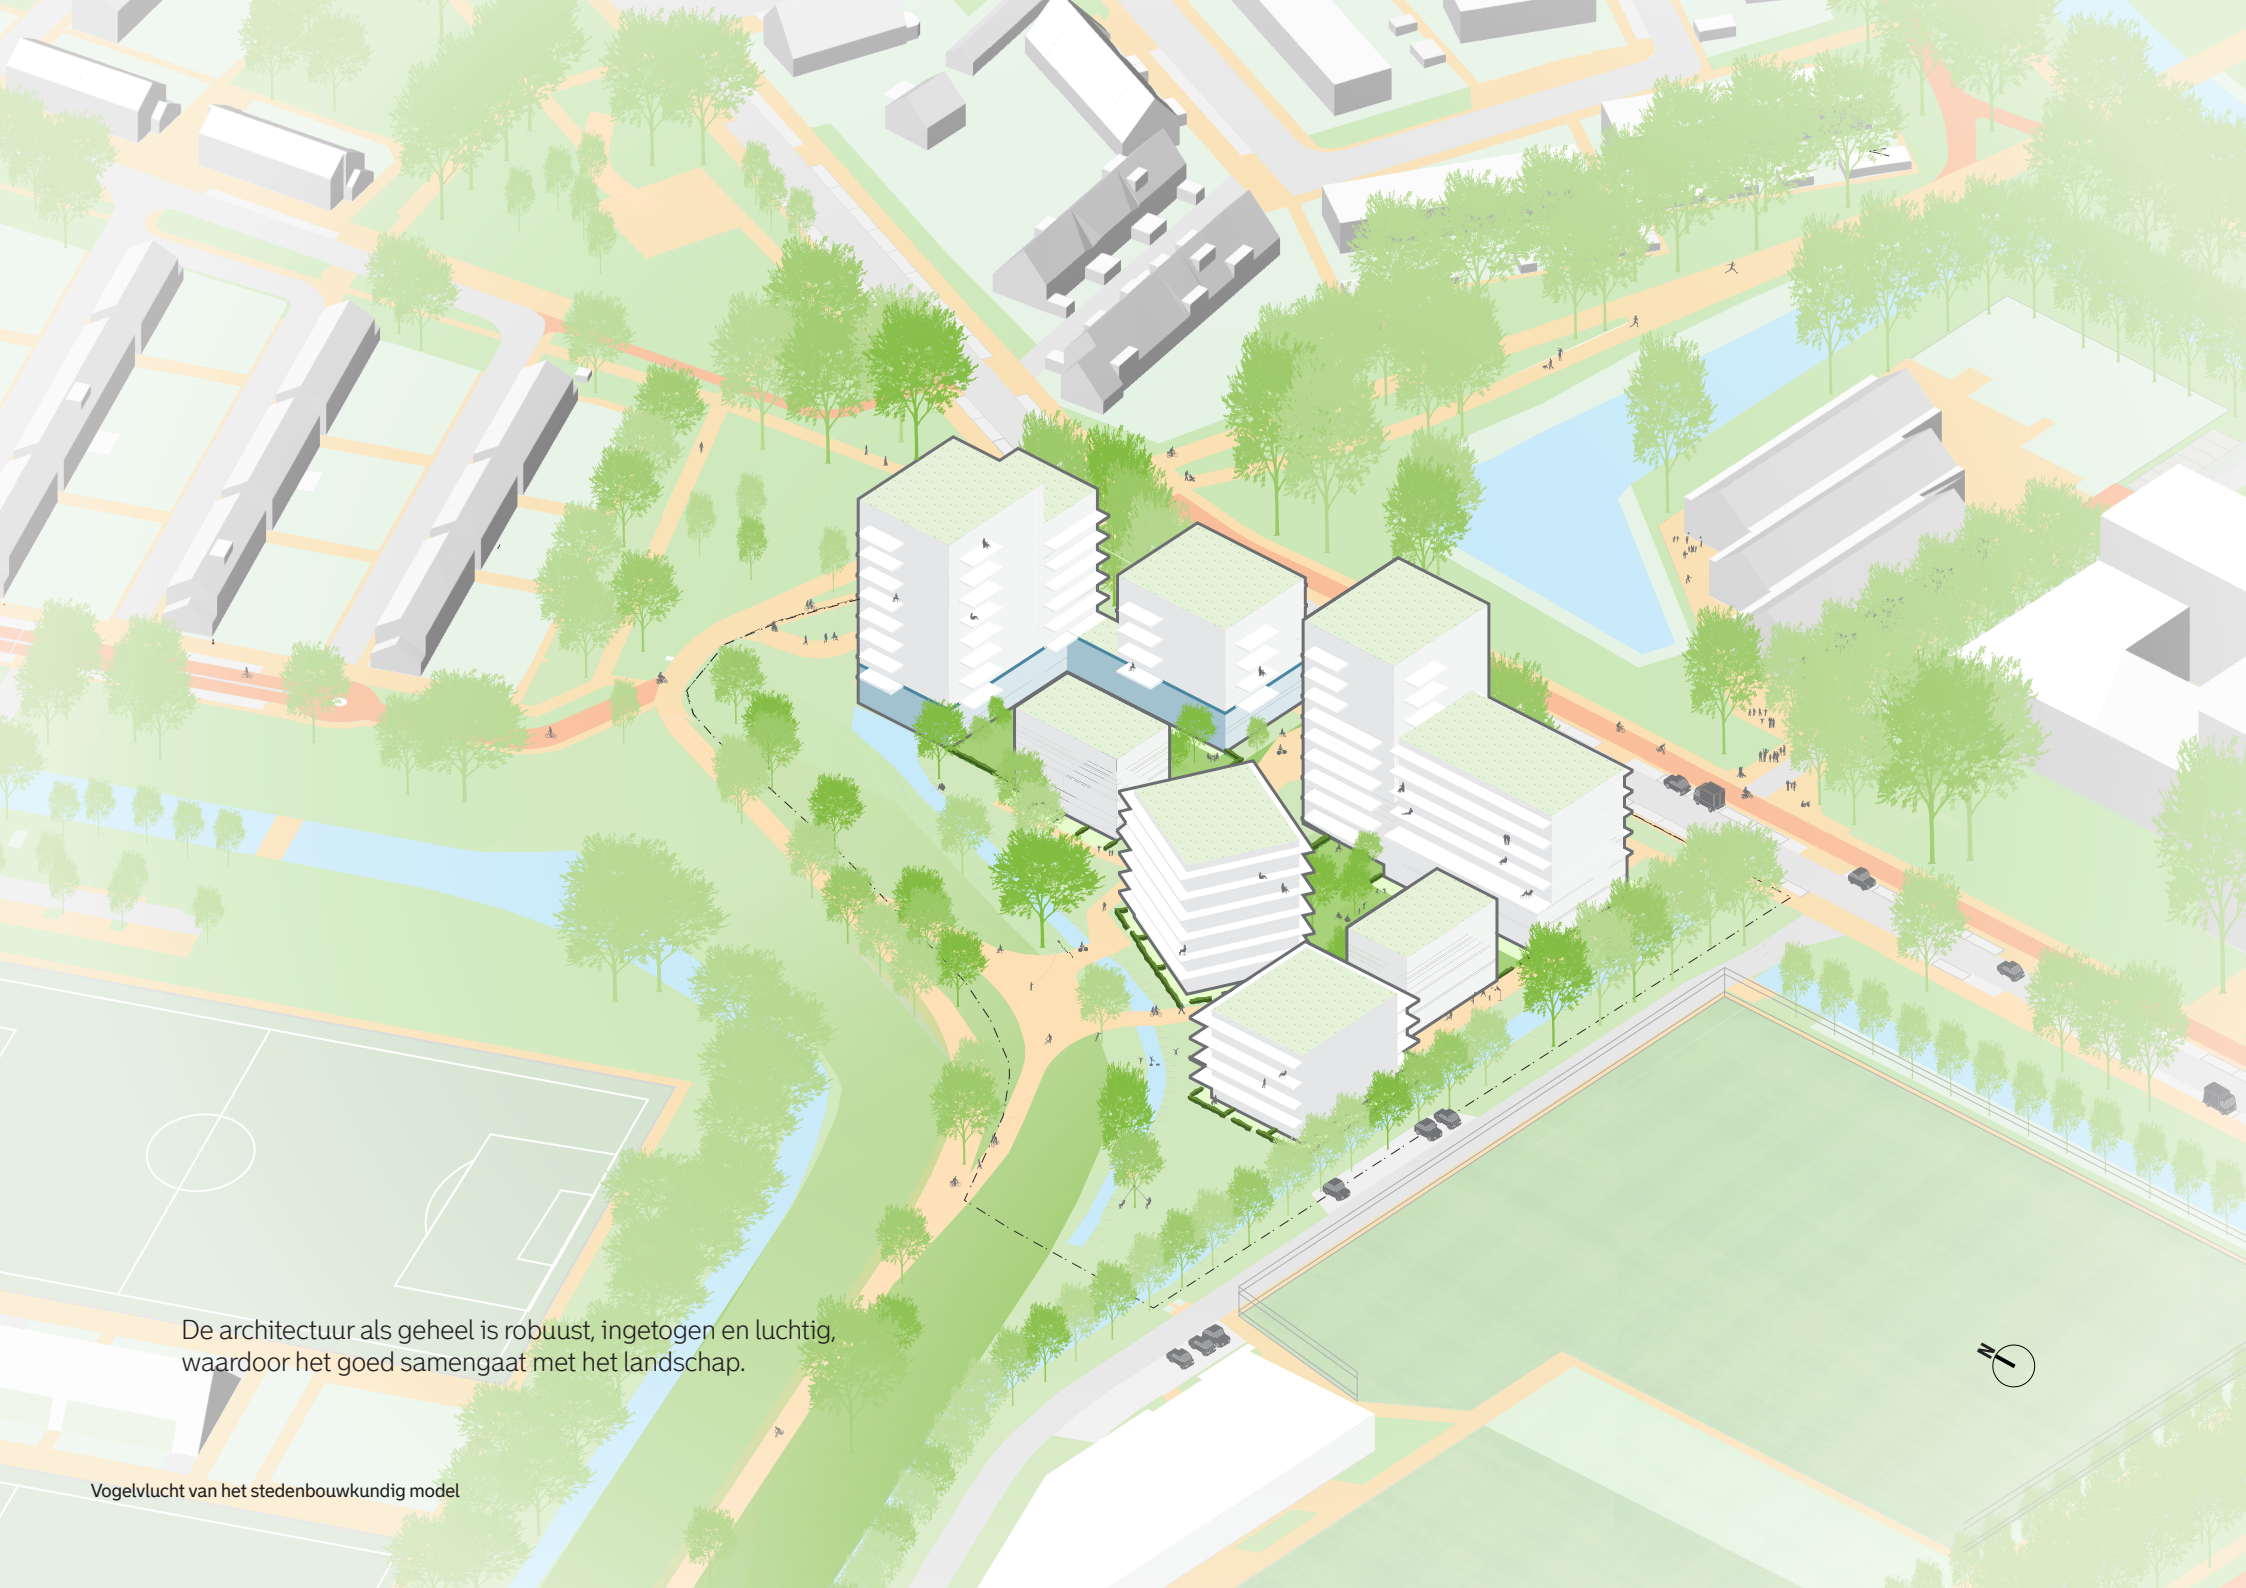 De architectuur als geheel is robuust, ingetogen en luchtig,
waardoor het goed samengaat met het landschap.
N
Vogelvlucht van het stedenbouwkundig model